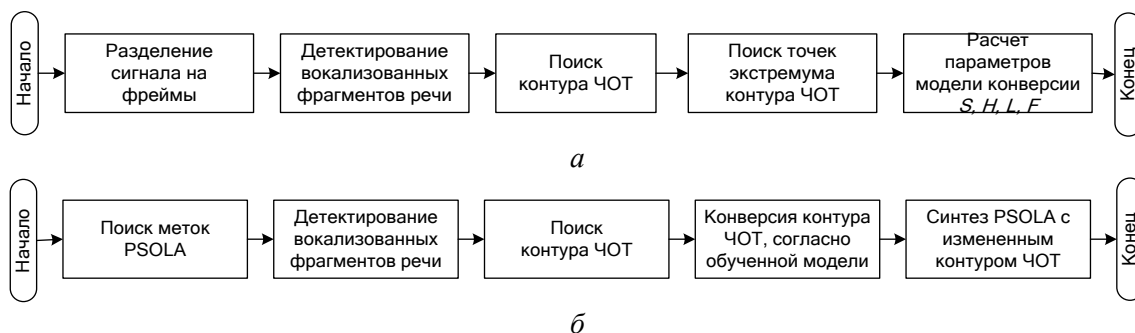 Начало
Разделение
сигнала на
фреймы
Детектирование
вокализованных
фрагментов речи
Поиск
контура ЧОТ
Поиск точек
экстремума
контура ЧОТ
Расчет
параметров
модели конверсии
S, H, L, F
Конец
а
Начало
Поиск меток
PSOLA
Детектирование
вокализованных
фрагментов речи
Поиск
контура ЧОТ
Конверсия контура
ЧОТ, согласно
обученной модели
Синтез PSOLA с
измененным
контуром ЧОТ
Конец
б